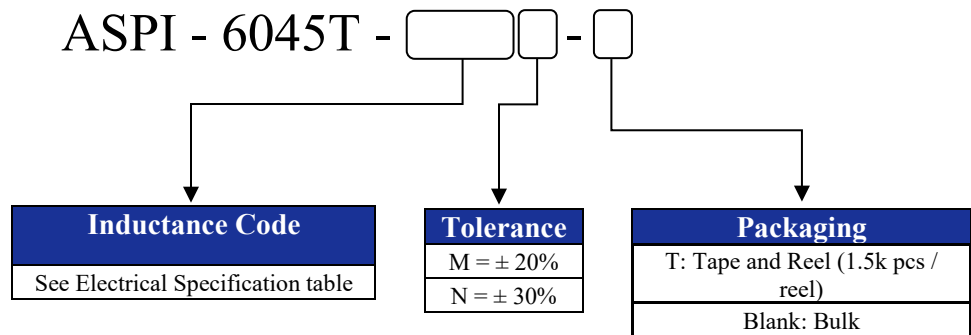 ASPI - 6045T - -
Inductance Code
See Electrical Specification table
Tolerance
M = ± 20%
N = ± 30%
Packaging
T: Tape and Reel (1.5k pcs /
reel)
Blank: Bulk